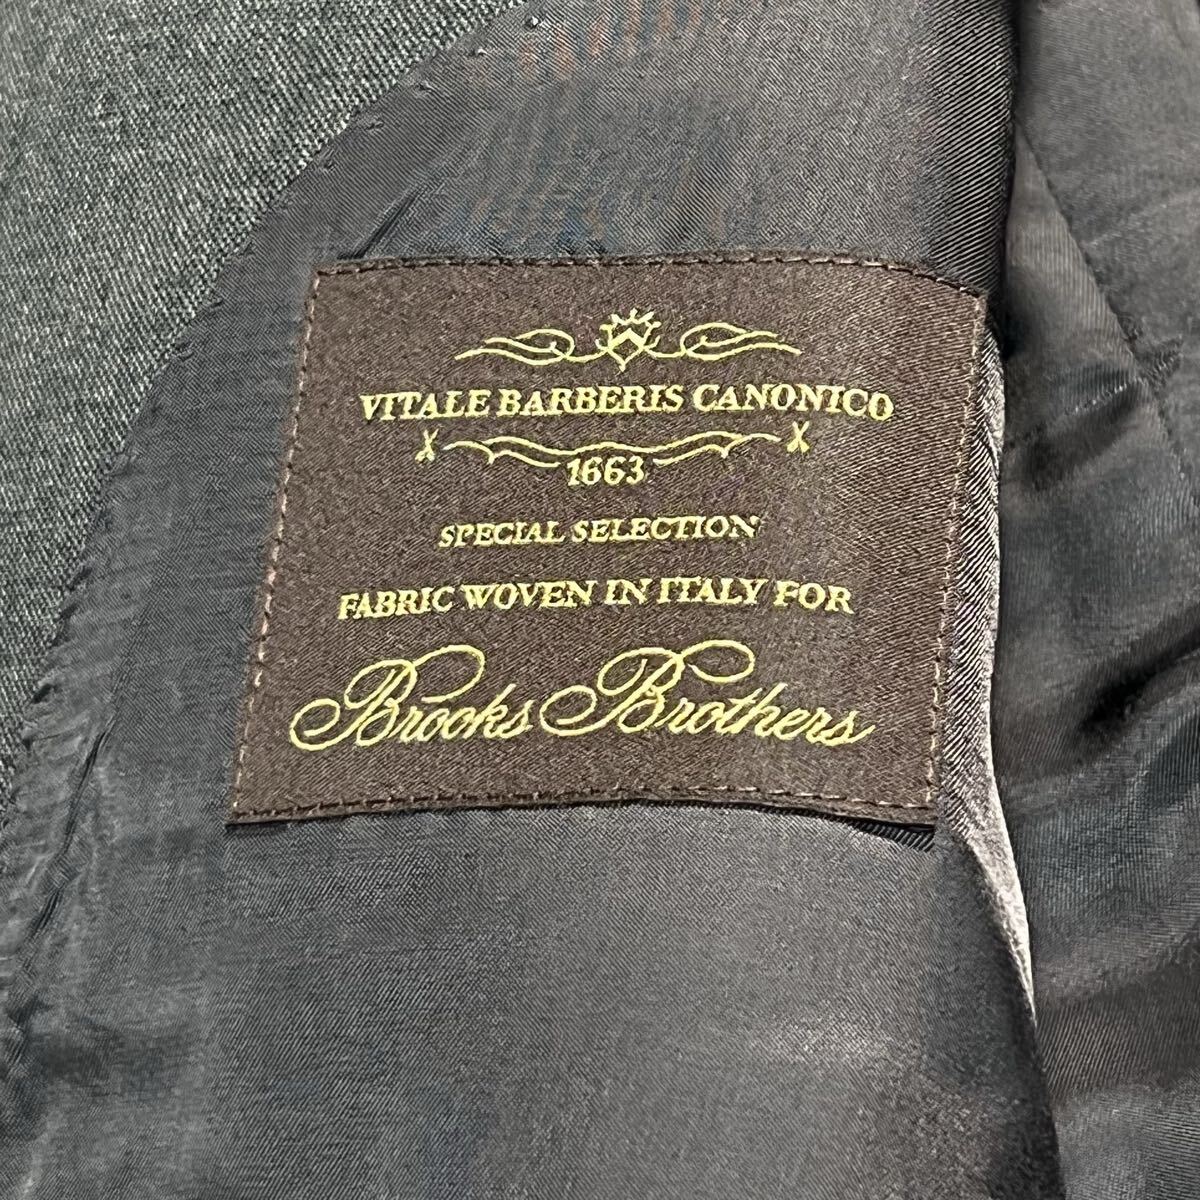 VITALE BARBERIS CANONICO
1663
SPECIAL SELECTION
FABRIC WOVEN IN ITALY FOR
Brooks Brothers